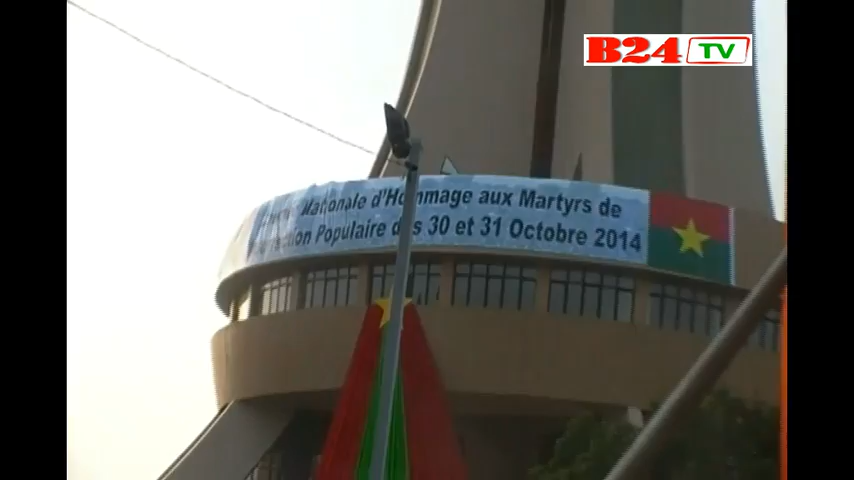 B24 TV
Nationale d'Hommage aux Martyrs de
Populaire des 30 et 31 Octobre 2014